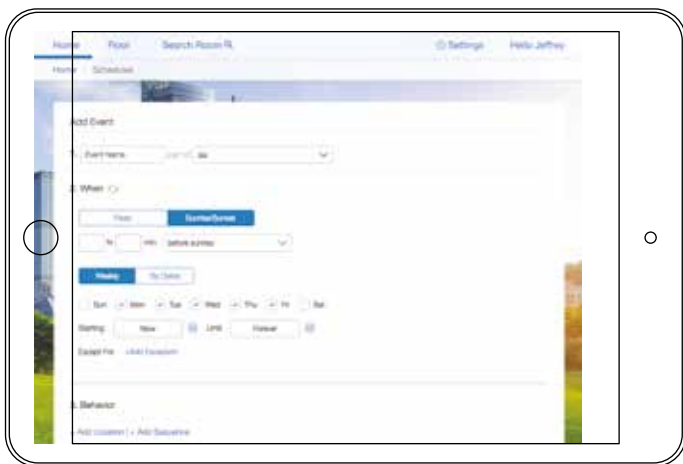 Home Floor Search Room Settings Hello Jeffrey
Home Schedules
Add Event
1. Event Name
2. When
Fixed Sunrise/Sunset
hr min before sunrise
Weekly By Dates
Sun Mon Tue Wed Thu Fri Sat
Starting Now Until Forever
Except For +Add Exception
3. Behavior
+ Add Location | + Add Sequence